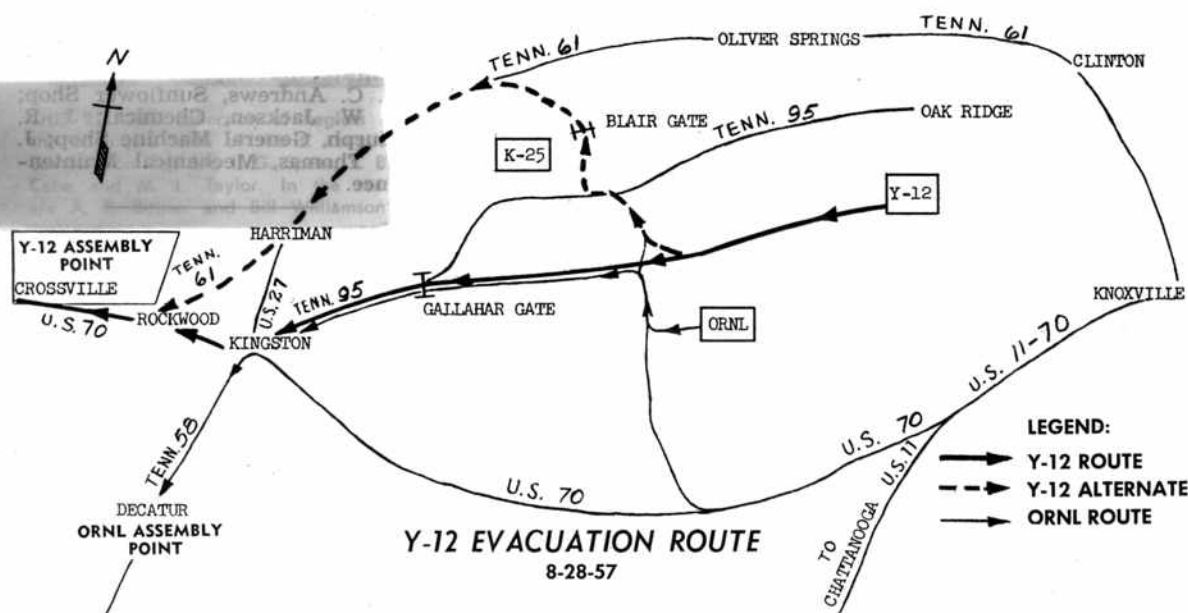 TENN. 61
OLIVER SPRINGS
TENN. 61
CLINTON
N
C. Andrews, Sunflower Shop;
W. Jackson, Chemical; R.
General Machine Shop; J.
Thomas, Mechanical
BLAIR GATE
TENN. 95
OAK RIDGE
K-25
Y-12
HARRIMAN
Y-12 ASSEMBLY
POINT
TENN.
61
CROSSVILLE
U.S. 70
ROCKWOOD
U.S. 27
TENN. 95
GALLAHAR GATE
KINGSTON
ORNL
KNOXVILLE
U.S. 11-70
TENN. 58
U.S. 70
U.S. 70
U.S. 11
TO
CHATTANOOGA
DECATUR
ORNL ASSEMBLY
POINT
Y-12 EVACUATION ROUTE
8-28-57
LEGEND:
Y-12 ROUTE
Y-12 ALTERNATE
ORNL ROUTE